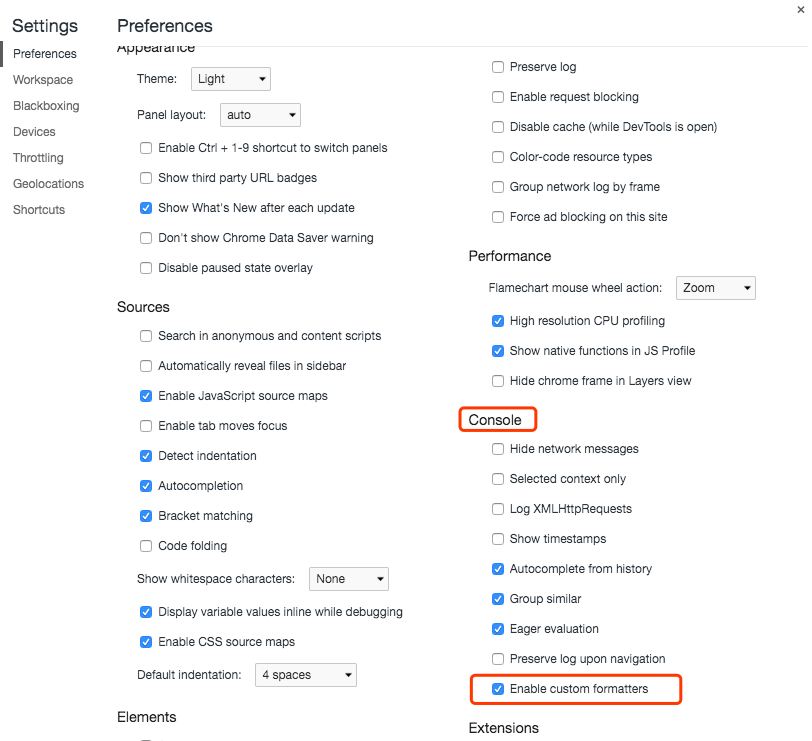 Settings
Preferences
Workspace
Blackboxing
Devices
Throttling
Geolocations
Shortcuts
Preferences
Appearance
Theme: Light
Panel layout: auto
Enable Ctrl + 1-9 shortcut to switch panels
Show third party URL badges
Show What's New after each update
Don't show Chrome Data Saver warning
Disable paused state overlay
Sources
Search in anonymous and content scripts
Automatically reveal files in sidebar
Enable JavaScript source maps
Enable tab moves focus
Detect indentation
Autocompletion
Bracket matching
Code folding
Show whitespace characters: None
Display variable values inline while debugging
Enable CSS source maps
Default indentation: 4 spaces
Elements
Preserve log
Enable request blocking
Disable cache (while DevTools is open)
Color-code resource types
Group network log by frame
Force ad blocking on this site
Performance
Flamechart mouse wheel action: Zoom
High resolution CPU profiling
Show native functions in JS Profile
Hide chrome frame in Layers view
Console
Hide network messages
Selected context only
Log XMLHttpRequests
Show timestamps
Autocomplete from history
Group similar
Eager evaluation
Preserve log upon navigation
Enable custom formatters
Extensions